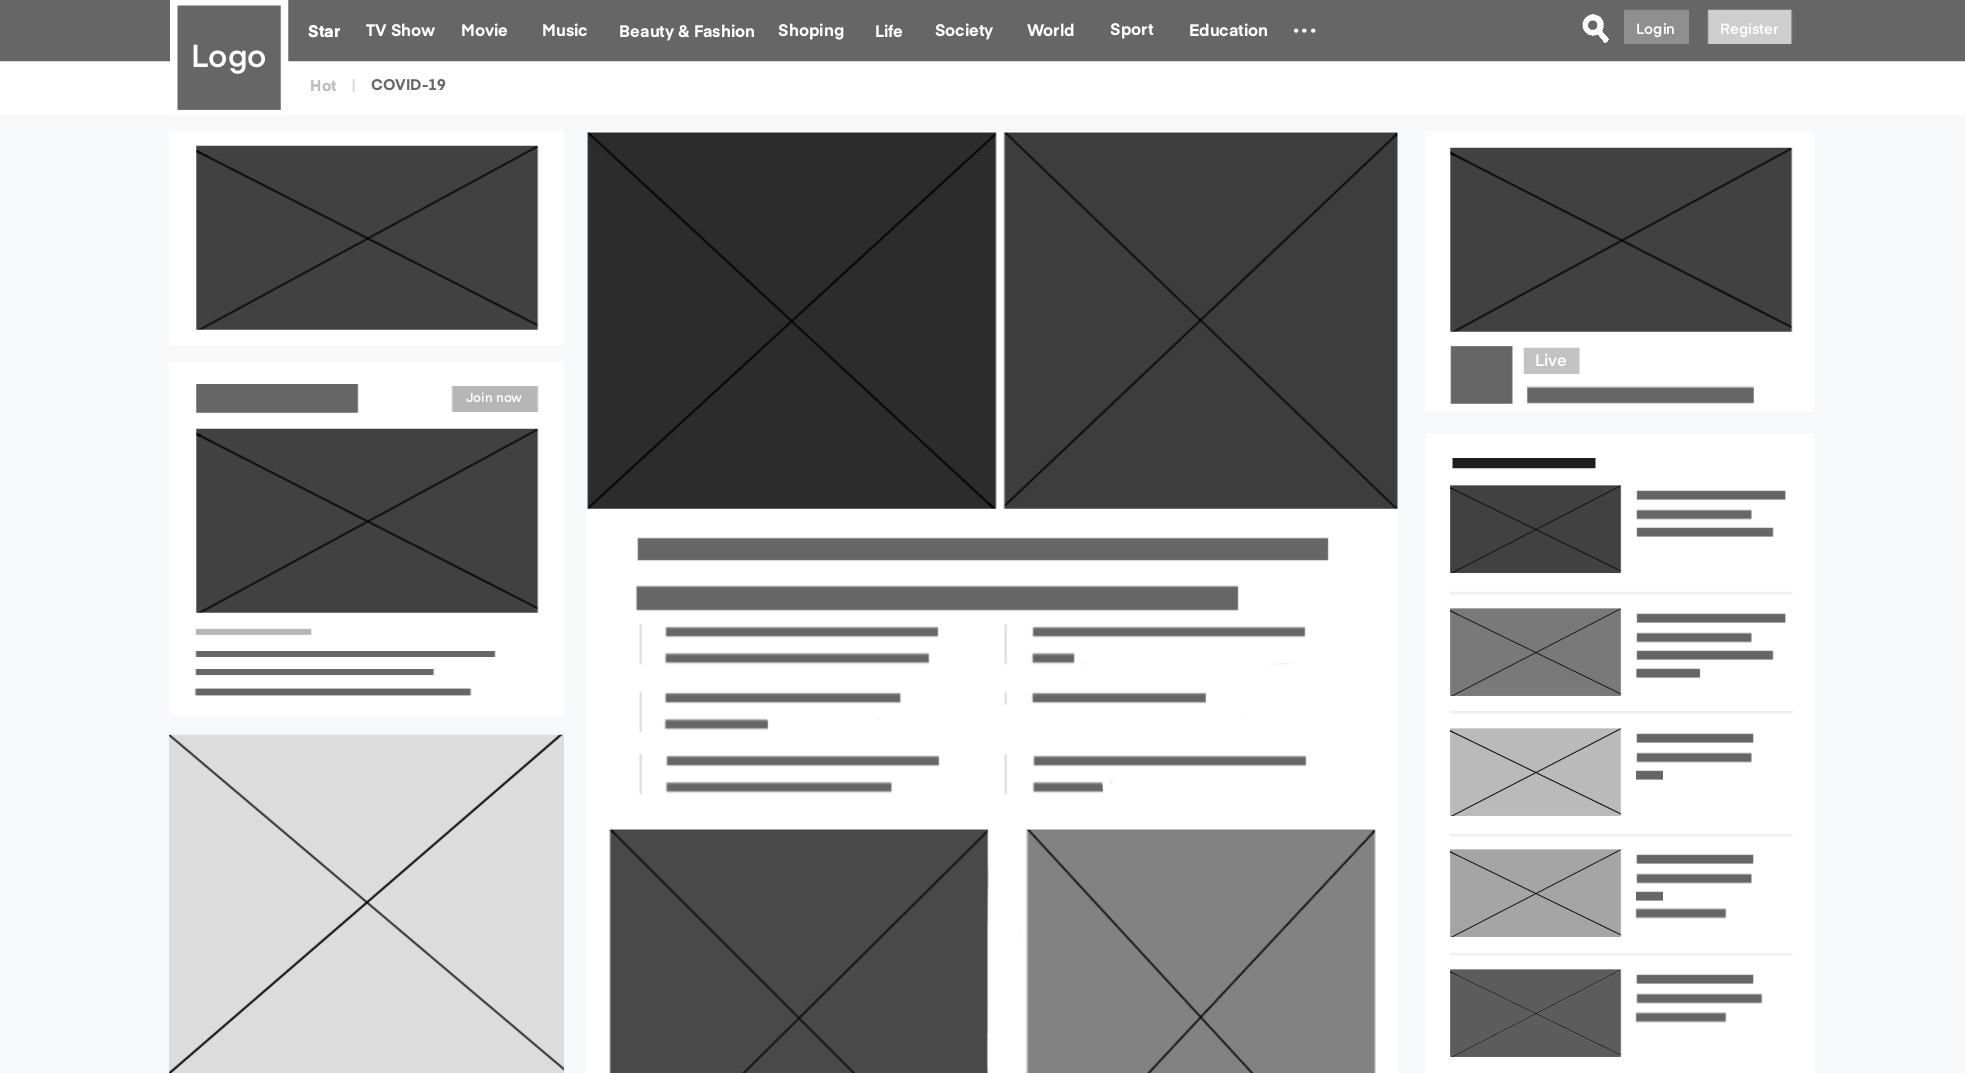 Logo
Star TV Show Movie Music Beauty & Fashion Shoping Life Society World Sport Education ••• Login Register
Hot | COVID-19
Join now
Live